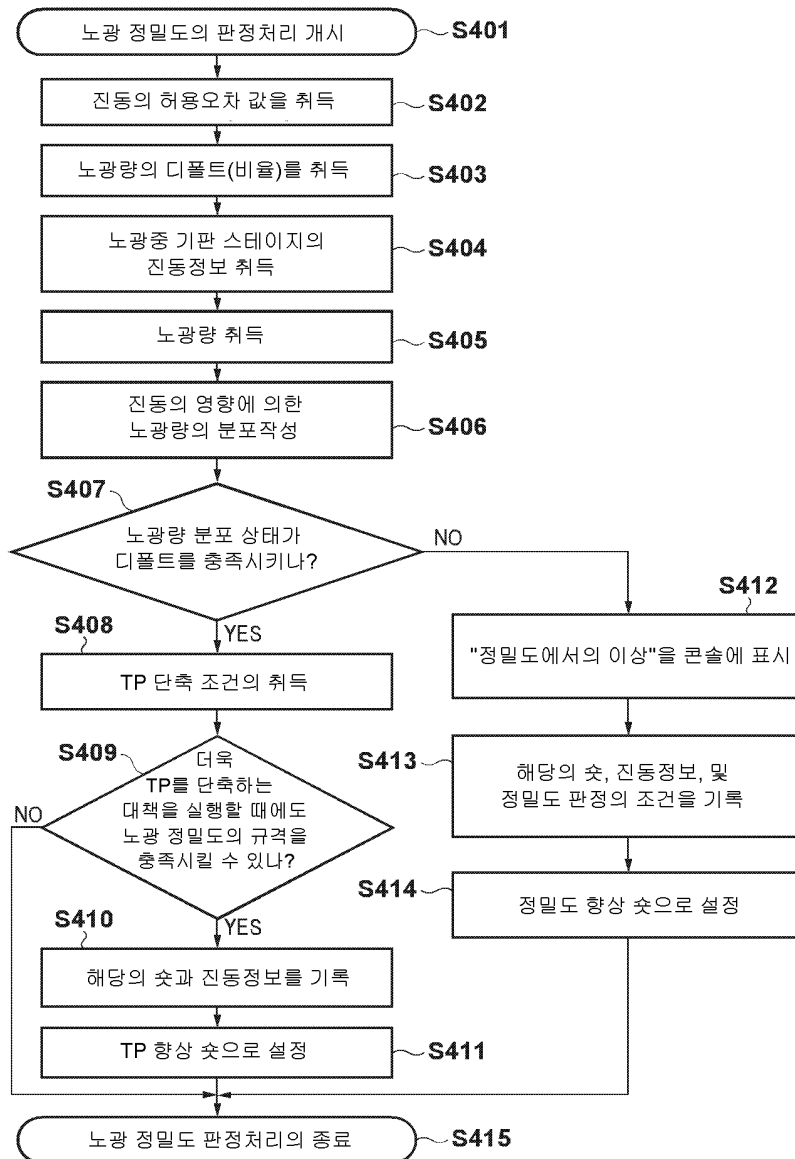 노광 정밀도의 판정처리 개시
S401
진동의 허용오차 값을 취득
S402
노광량의 디폴트(비율)를 취득
S403
노광중 기판 스테이지의
진동정보 취득
S404
노광량 취득
S405
진동의 영향에 의한
노광량의 분포작성
S406
S407
노광량 분포 상태가
디폴트를 충족시키나?
NO
YES
S408
TP 단축 조건의 취득
S409
더욱
TP를 단축하는
대책을 실행할 때에도
노광 정밀도의 규격을
충족시킬 수 있나?
NO
YES
S410
해당의 숏과 진동정보를 기록
TP 향상 숏으로 설정
S411
S412
"정밀도에서의 이상"을 콘솔에 표시
S413
해당의 숏, 진동정보, 및
정밀도 판정의 조건을 기록
S414
정밀도 향상 숏으로 설정
노광 정밀도 판정처리의 종료
S415